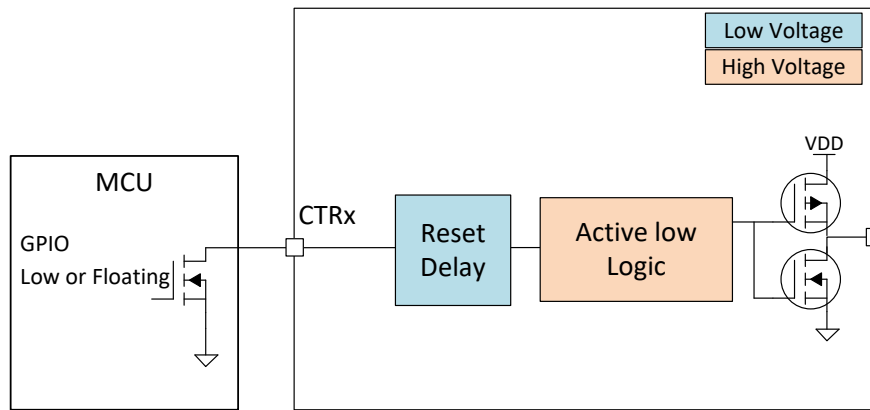 Low Voltage
High Voltage
VDD
MCU
CTRx
GPIO
Low or Floating
Reset
Delay
Active low
Logic